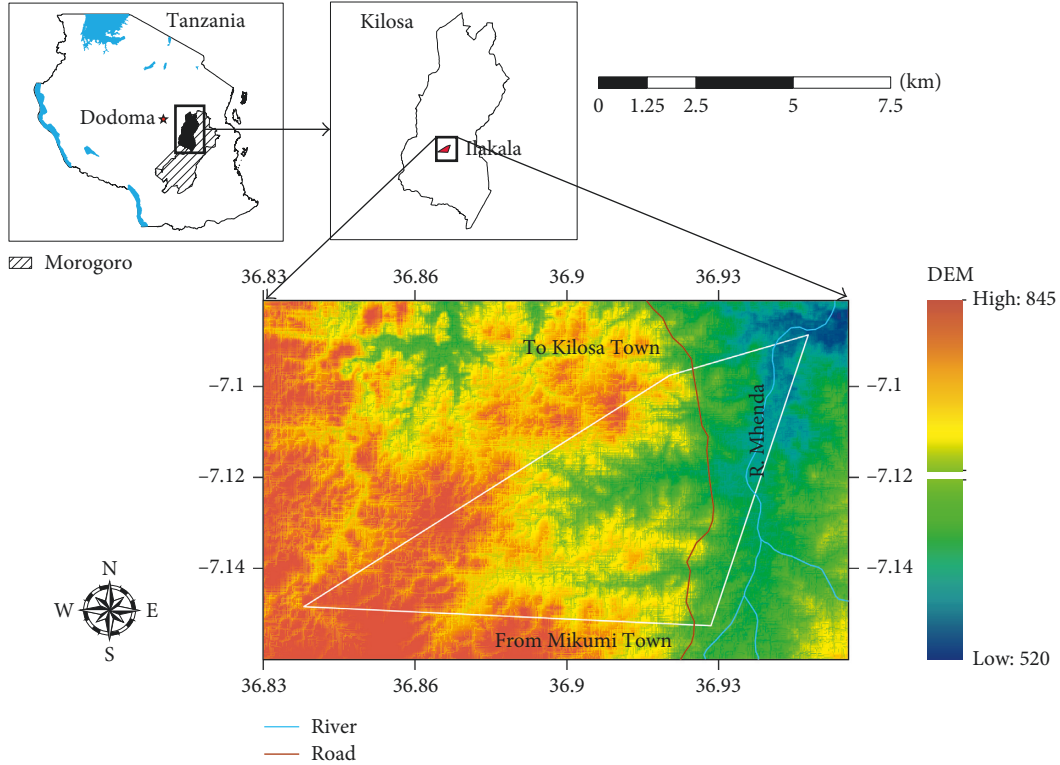 Tanzania
Dodoma
Morogoro
Kilosa
Ilakala
(km)
0 1.25 2.5 5 7.5
36.83 36.86 36.9 36.93
DEM
High: 845
Low: 520
To Kilosa Town
R. Mhenda
From Mikumi Town
−7.1 −7.1
−7.12 −7.12
−7.14 −7.14
N
W E
S
36.83 36.86 36.9 36.93
River
Road